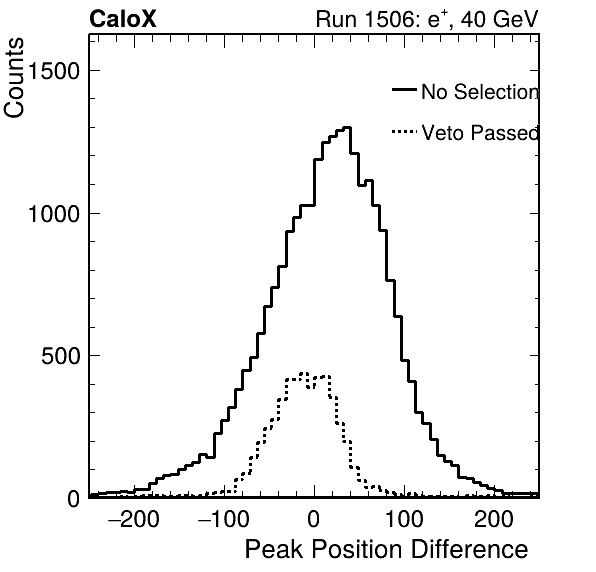 CaloX Run 1506: e⁺, 40 GeV
Counts
1500
No Selection
Veto Passed
1000
500
0
−200 −100 0 100 200
Peak Position Difference